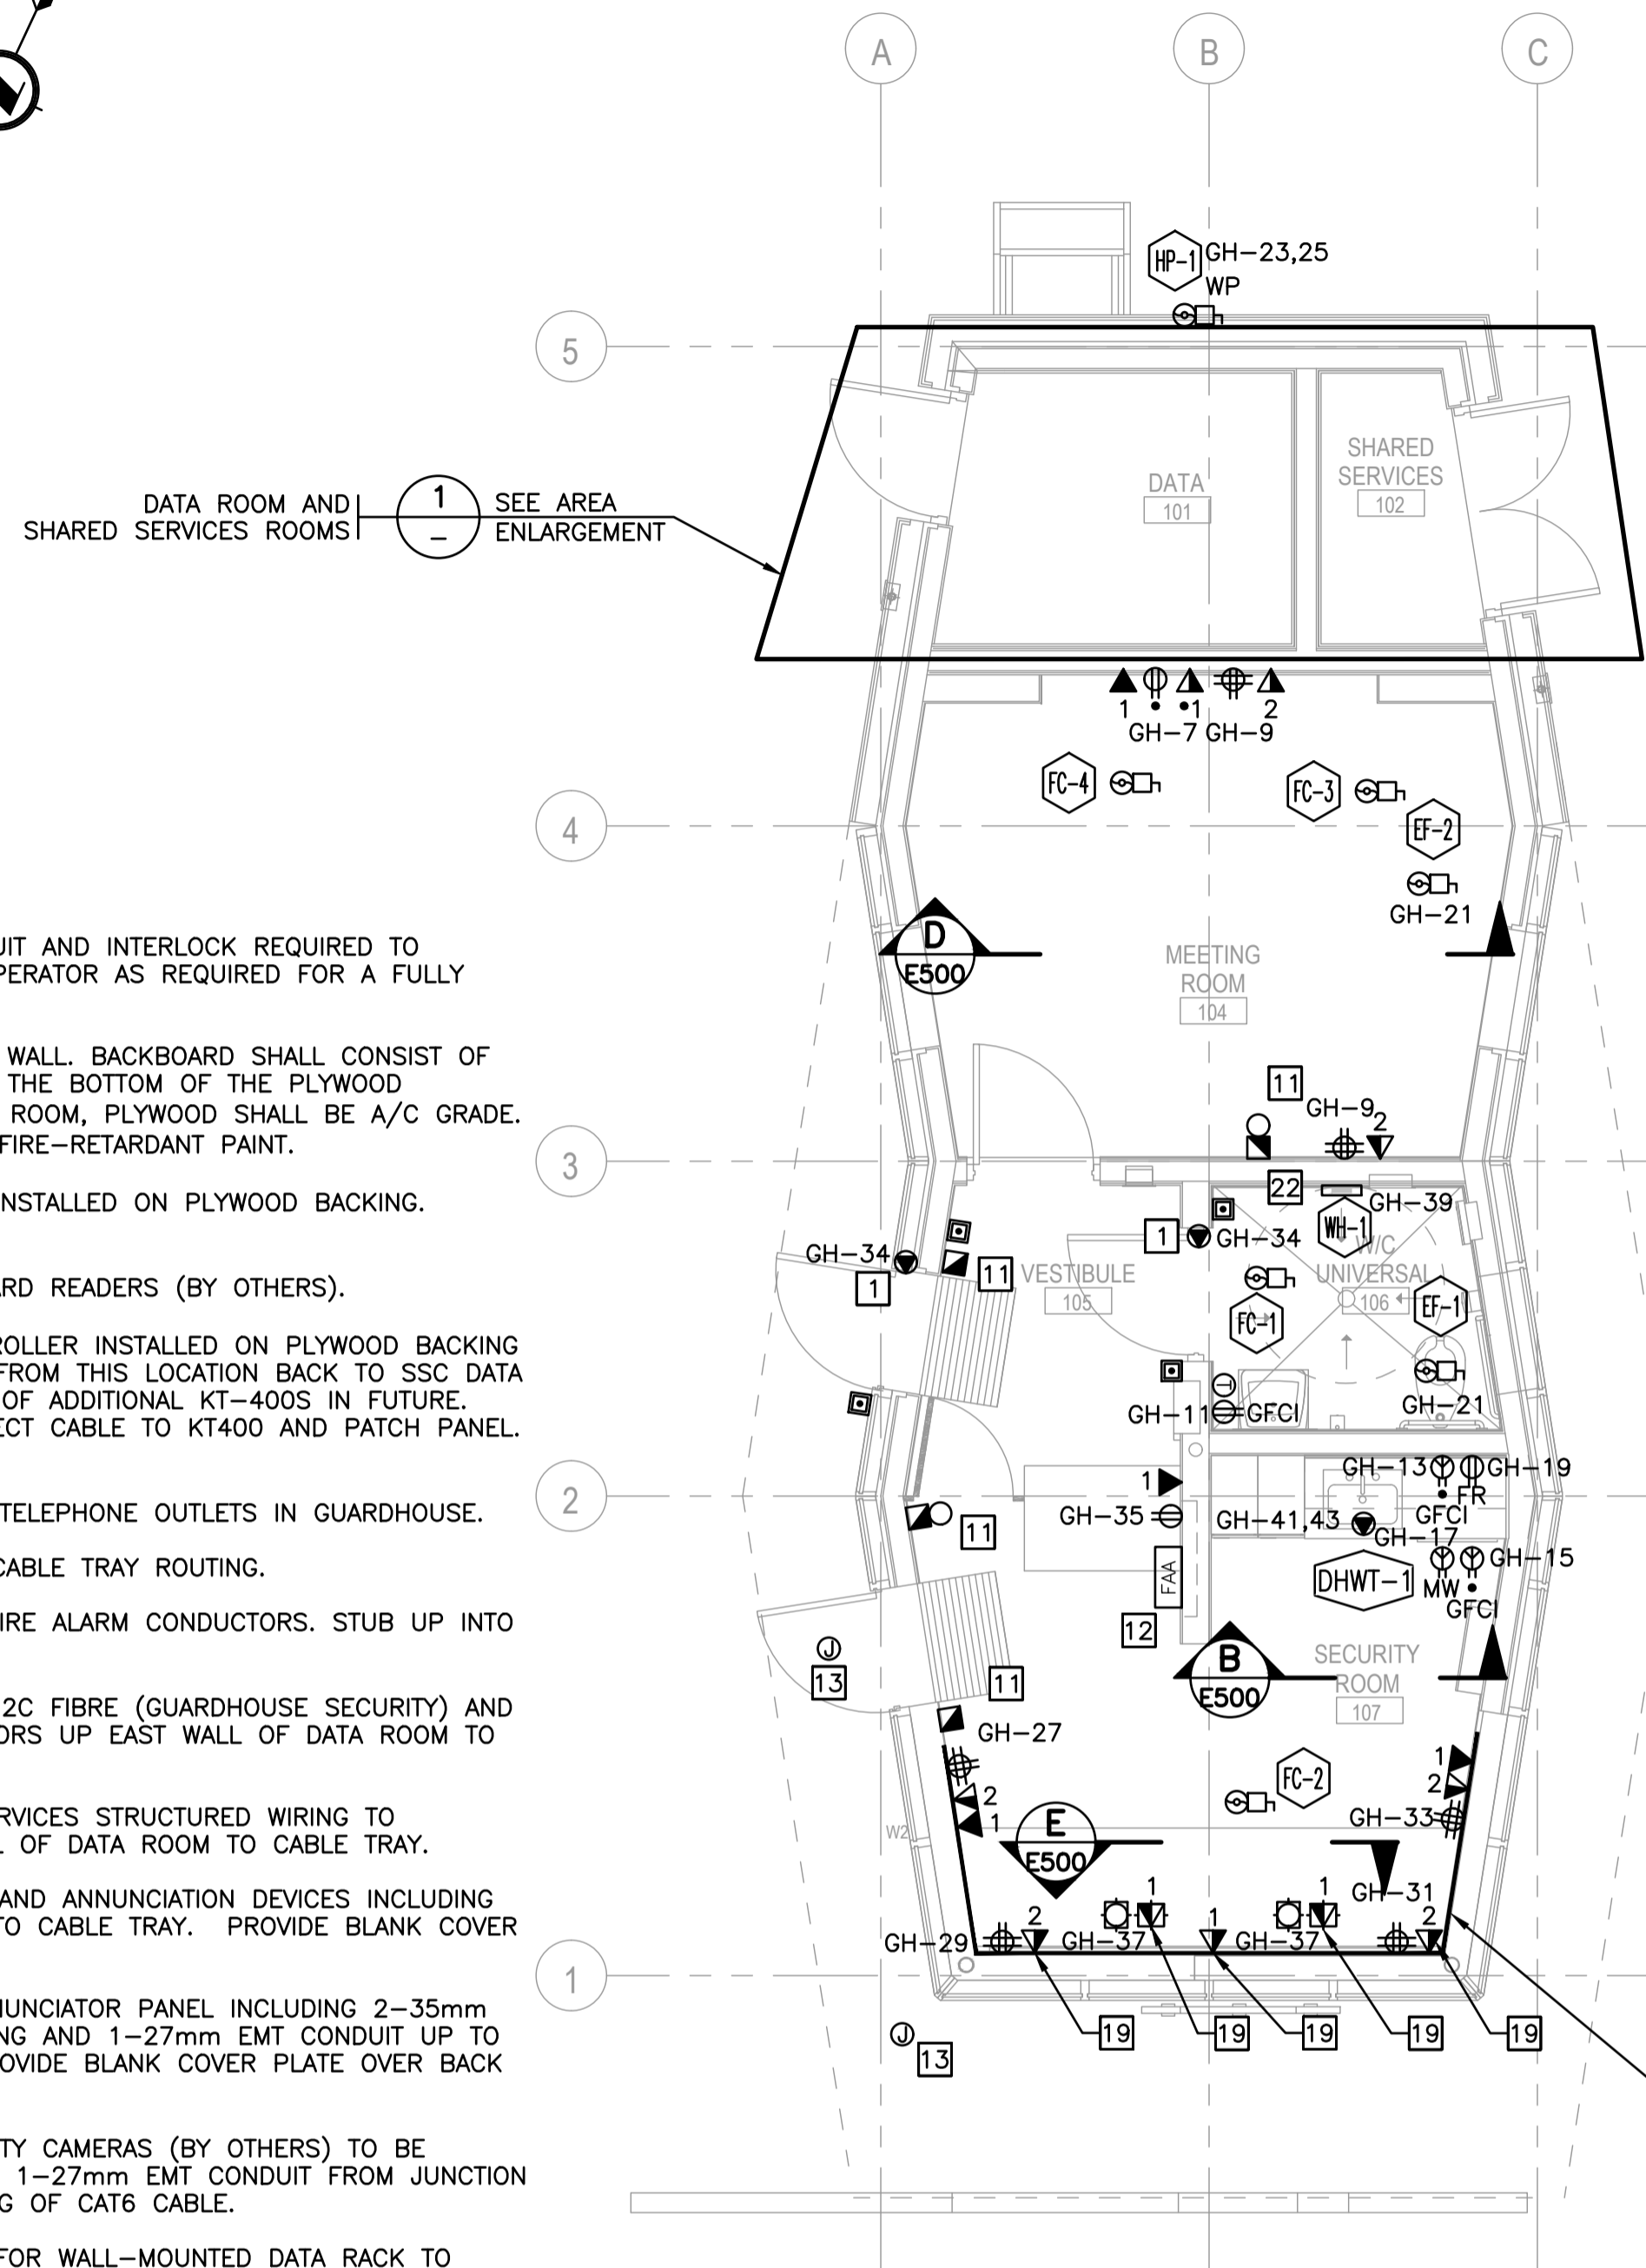 A
B
C
HP-1
GH-23,25
WP
5
DATA
101
SHARED
SERVICES
102
DATA ROOM AND
SHARED SERVICES ROOMS
1
-
SEE AREA
ENLARGEMENT
1
1
2
GH-7 GH-9
FC-4
FC-3
4
EF-2
GH-21
D
E500
MEETING
ROOM
104
11
GH-9
2
3
22
GH-39
WH-1
1
GH-34
GH-34
1
11
VESTIBULE
105
W/C
UNIVERSAL
106
FC-1
EF-1
T
GH-11
GFCI
GH-21
1
GH-13
GH-19
FR
GFCI
2
GH-35
GH-41,43
GH-17
11
GH-15
MW
GFCI
FAA
DHWT-1
12
B
E500
SECURITY
ROOM
107
J
13
11
GH-27
FC-2
1
2
2
1
GH-33
W2
E
E500
1
1
GH-31
2
1
2
GH-29
GH-37
GH-37
1
19
19
19
19
19
J
13
UIT AND INTERLOCK REQUIRED TO
PERATOR AS REQUIRED FOR A FULLY
WALL. BACKBOARD SHALL CONSIST OF
THE BOTTOM OF THE PLYWOOD
ROOM, PLYWOOD SHALL BE A/C GRADE.
FIRE-RETARDANT PAINT.
NSTALLED ON PLYWOOD BACKING.
ARD READERS (BY OTHERS).
ROLLER INSTALLED ON PLYWOOD BACKING
FROM THIS LOCATION BACK TO SSC DATA
OF ADDITIONAL KT-400S IN FUTURE.
ECT CABLE TO KT400 AND PATCH PANEL.
TELEPHONE OUTLETS IN GUARDHOUSE.
CABLE TRAY ROUTING.
IRE ALARM CONDUCTORS. STUB UP INTO
2C FIBRE (GUARDHOUSE SECURITY) AND
ORS UP EAST WALL OF DATA ROOM TO
ERVICES STRUCTURED WIRING TO
L OF DATA ROOM TO CABLE TRAY.
AND ANNUNCIATION DEVICES INCLUDING
TO CABLE TRAY. PROVIDE BLANK COVER
NUNCIATOR PANEL INCLUDING 2-35mm
NG AND 1-27mm EMT CONDUIT UP TO
OVIDE BLANK COVER PLATE OVER BACK
TY CAMERAS (BY OTHERS) TO BE
1-27mm EMT CONDUIT FROM JUNCTION
G OF CAT6 CABLE.
FOR WALL-MOUNTED DATA RACK TO